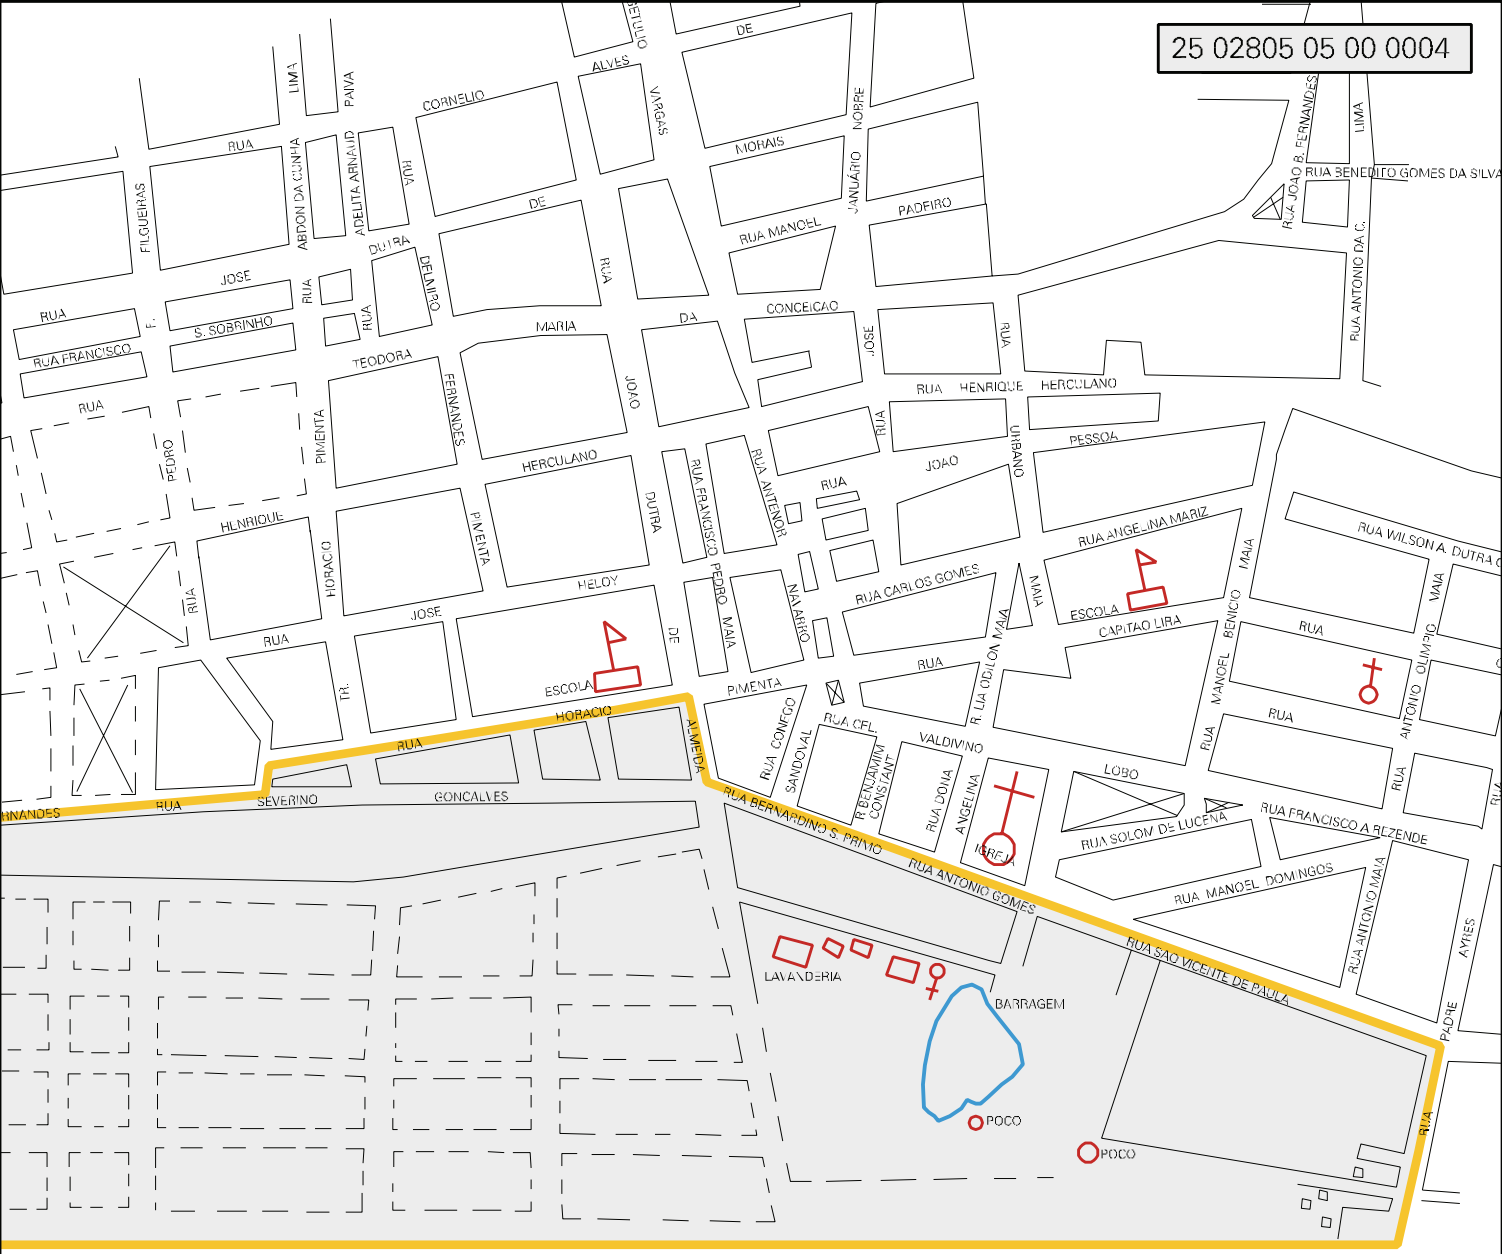 GETULIO
DE
25 02805 05 00 0004
ALVES
LIMA
PAIVA
CORNELIO
VARGAS
NOBRE
RUA JOAO B. FERNANDES
LIMA
RUA
MORAIS
ABDON DA CUNHA
ADELITA ARNAUD
RUA
JANUÁRIO
RUA BENEDITO GOMES DA SILVA
FILGUEIRAS
DE
PADEIRO
RUA MANOEL
DUTRA
DELMIRO
RUA
RUA ANTONIO DA C.
JOSE
RUA
RUA
F.
S. SOBRINHO
RUA
MARIA
DA
CONCEICAO
JOSE
RUA
RUA FRANCISCO
TEODORA
RUA
FERNANDES
JOAO
RUA HENRIQUE HERCULANO
RUA
PIMENTA
PEDRO
URBANO
PESSOA
HERCULANO
RUA FRANCISCO
RUA ANTENOR
JOAO
RUA
HENRIQUE
PIMENTA
DUTRA
RUA ANGELINA MARIZ
RUA WILSON A. DUTRA
HORACIO
RUA
HELOY
PEDRO
MAIA
NAVARRO
RUA CARLOS GOMES
MAIA
MAIA
MAIA
ESCOLA
CAPITAO LIRA
BENICIO
RUA
JOSE
RUA
DE
RUA
MANOEL
OLIMPIO
R. LIA ODILON MAIA
TR.
ESCOLA
PIMENTA
ANTONIO
HORACIO
RUA
ALMEIDA
RUA CONEGO
SANDOVAL
RUA CEL.
VALDIVINO
RUA
RUA
R. BENJAMIM
CONSTANT
RUA DONA
ANGELINA
LOBO
RUA
RUA
RNANDES
RUA
SEVERINO
GONCALVES
RUA BERNARDINO S. PRIMO
RUA SOLON DE LUCENA
RUA FRANCISCO A REZENDE
IGREJA
RUA ANTONIO GOMES
RUA MANOEL DOMINGOS
RUA ANTONIO MAIA
AYRES
RUA SAO VICENTE DE PAULA
LAVANDERIA
BARRAGEM
PADRE
POCO
RUA
POCO